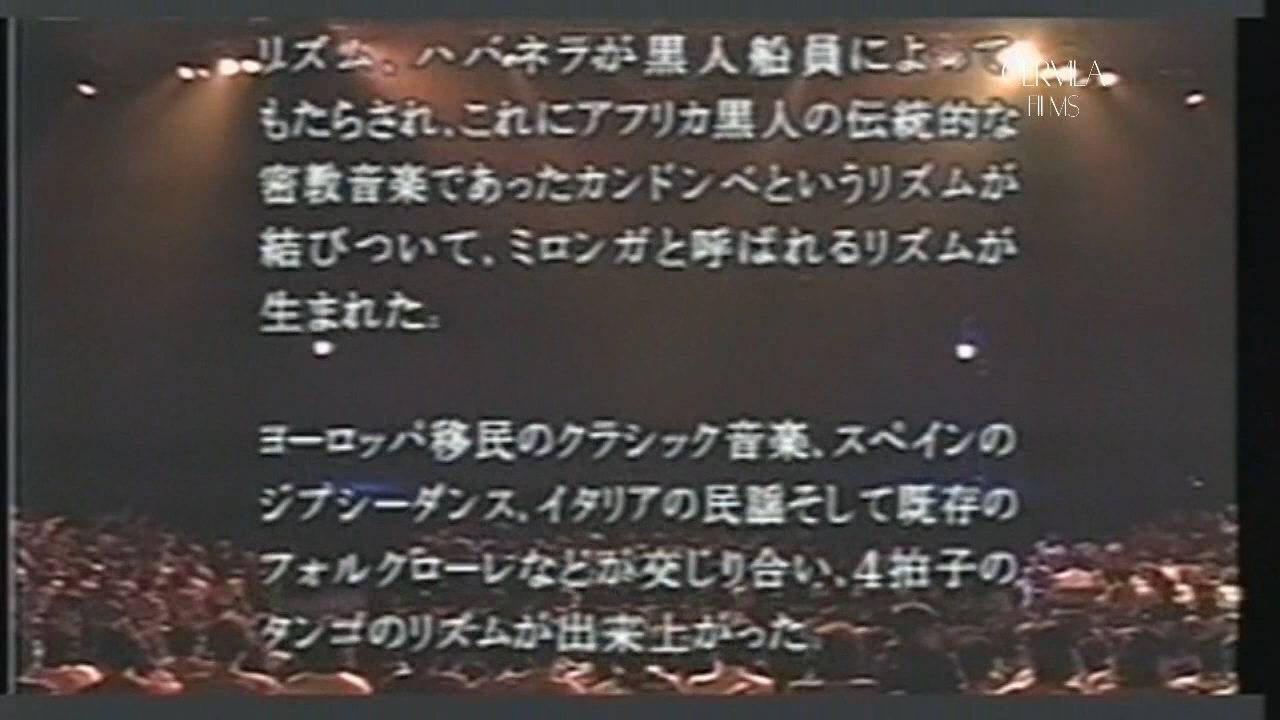 リズム、ハバネラが黒人船員によって
もたらされ、これにアフリカ黒人の伝統的な
密教音楽であったカンドンベというリズムが
結びついて、ミロンガと呼ばれるリズムが
生まれた。
ヨーロッパ移民のクラシック音楽、スペインの
ジプシーダンス、イタリアの民謡そして既存の
フォルクローレなどが交じり合い、4拍子の
タンゴのリズムが出来上がった。
FILMS